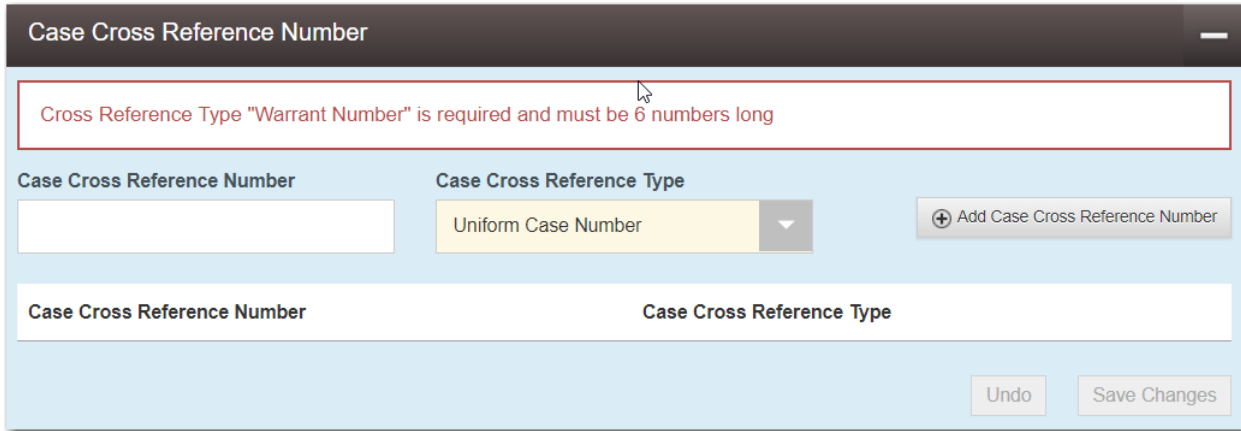 Case Cross Reference Number
Cross Reference Type "Warrant Number" is required and must be 6 numbers long
Case Cross Reference Number
Case Cross Reference Type
Uniform Case Number
Add Case Cross Reference Number
Case Cross Reference Number
Case Cross Reference Type
Undo
Save Changes